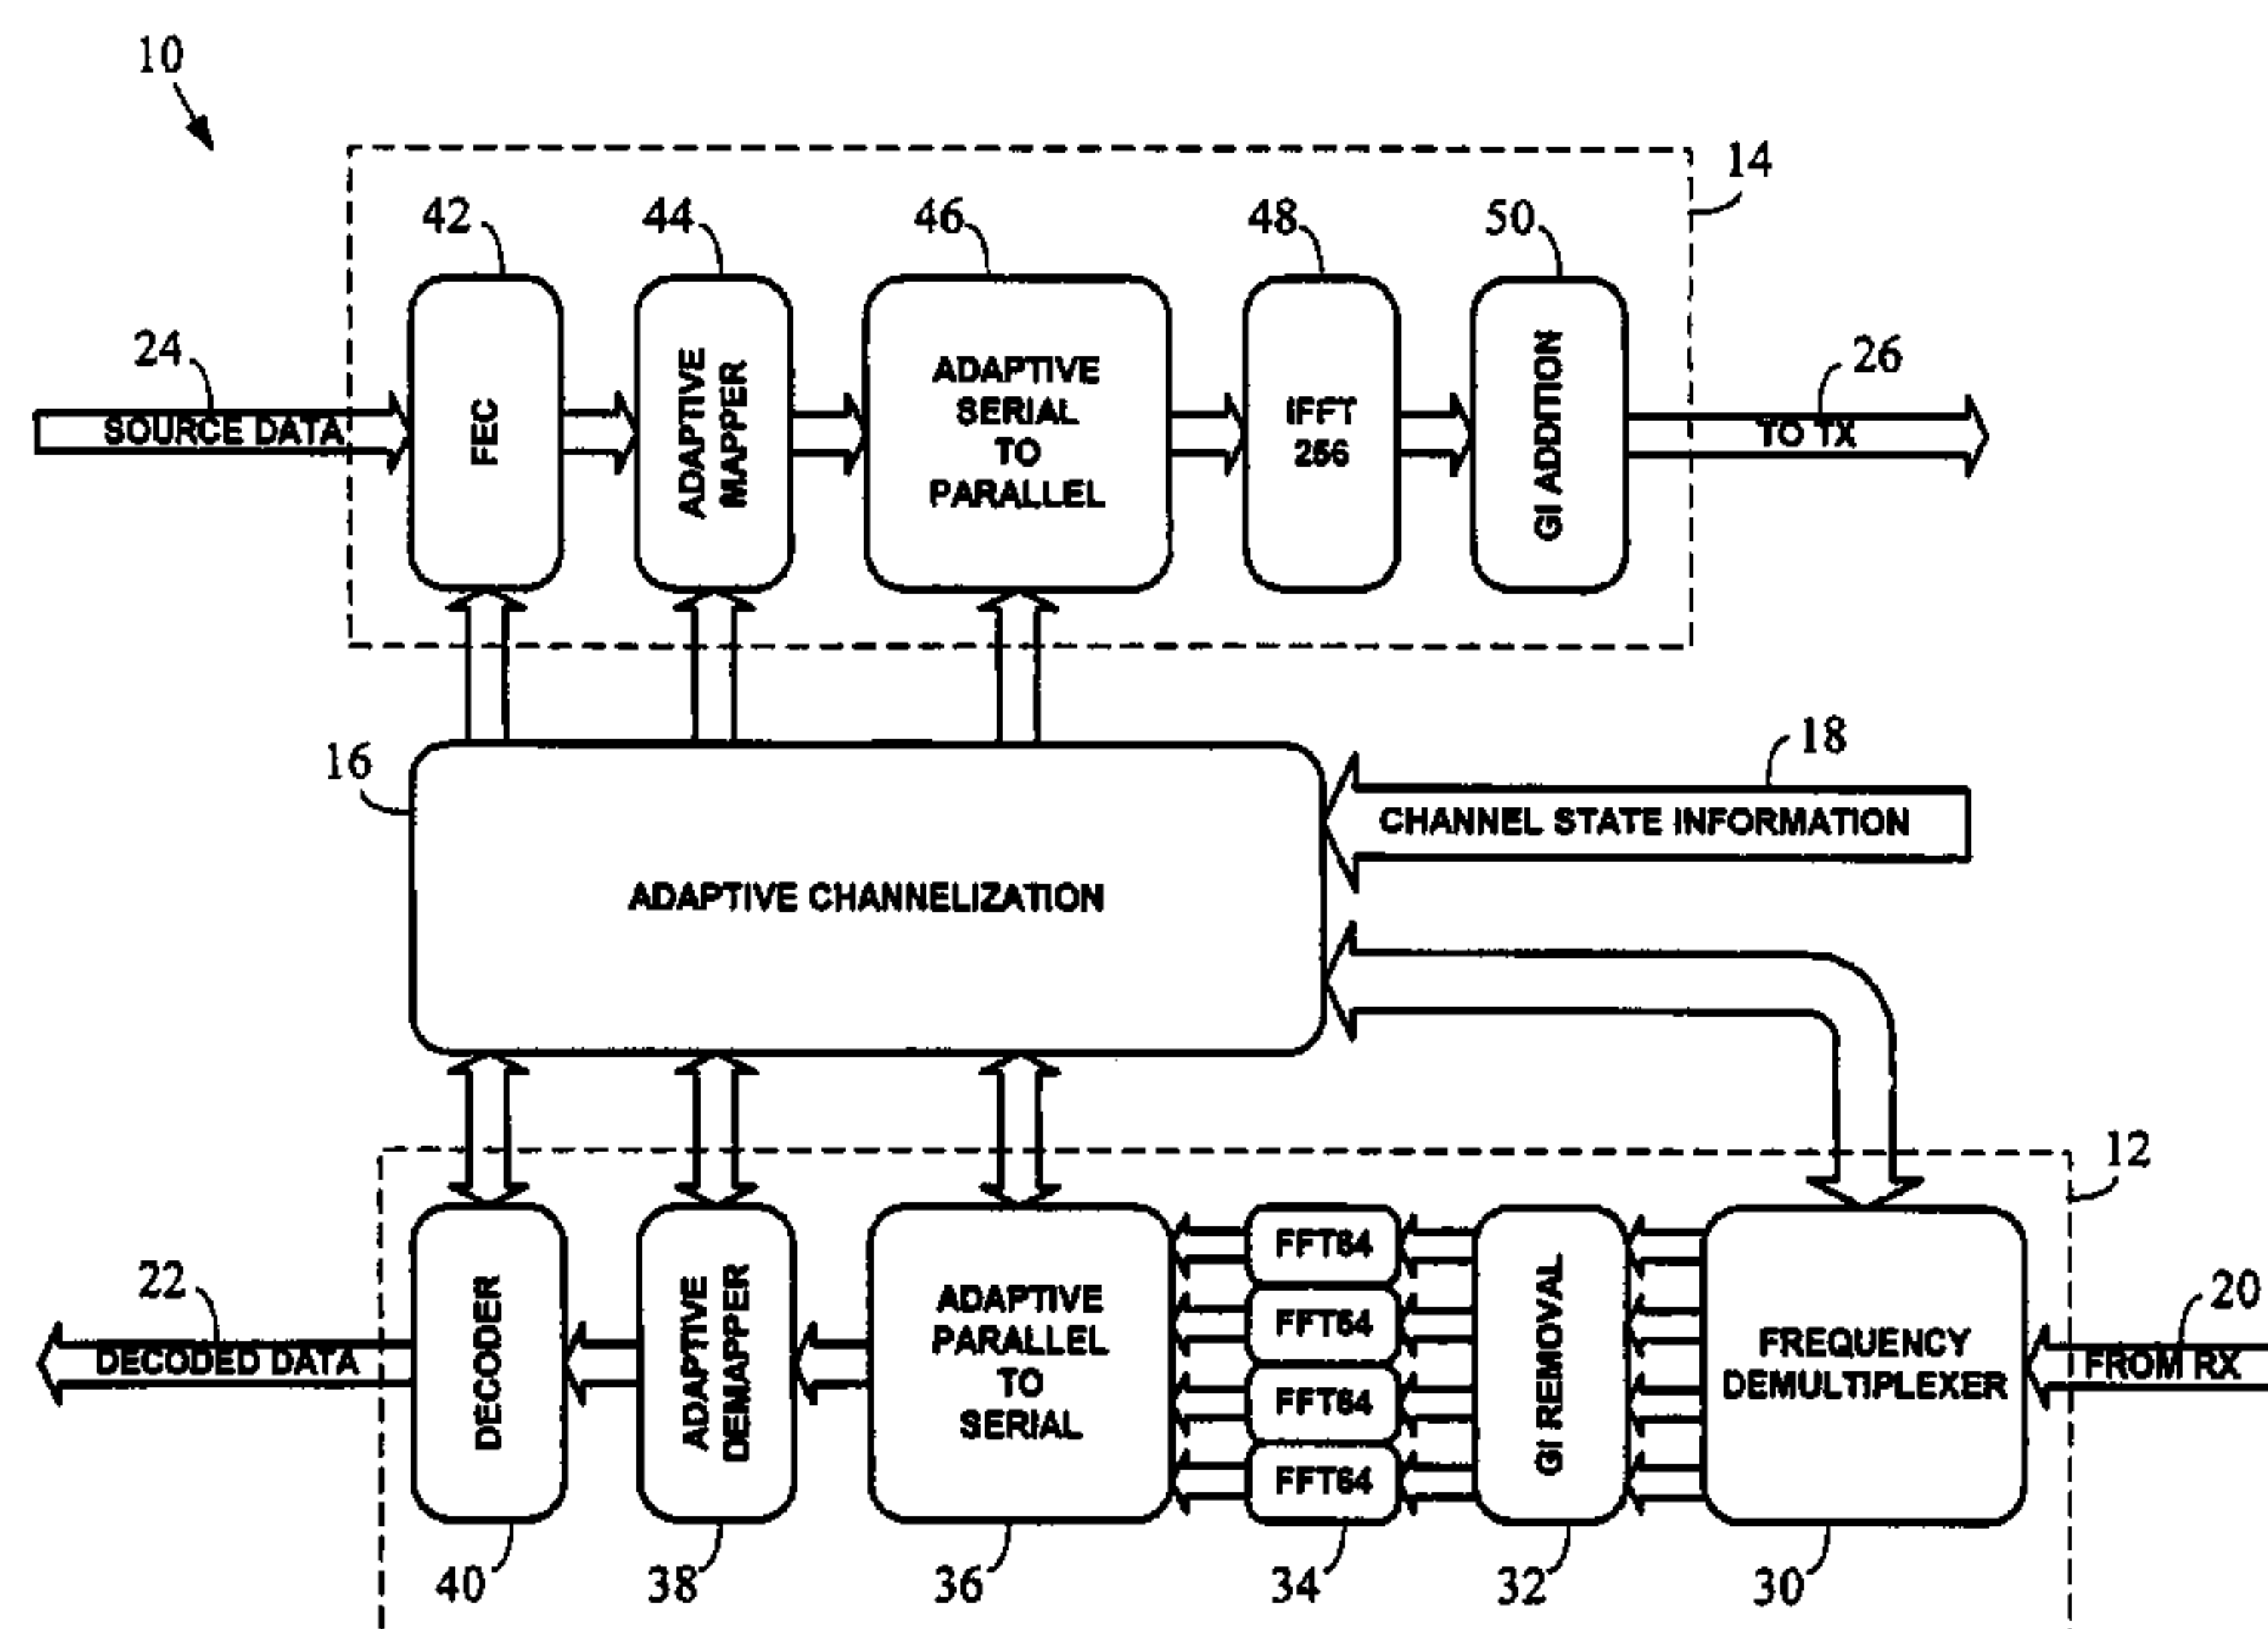 10
14
42
44
46
48
50
24
26
SOURCE DATA
FEC
ADAPTIVE
MAPPER
ADAPTIVE
SERIAL
TO
PARALLEL
IFFT
256
GI ADDITION
TO TX
16
18
CHANNEL STATE INFORMATION
ADAPTIVE CHANNELIZATION
12
22
20
DECODED DATA
DECODER
ADAPTIVE
DEMAPPER
ADAPTIVE
PARALLEL
TO
SERIAL
FFT64
FFT64
FFT64
FFT64
GI REMOVAL
FREQUENCY
DEMULTIPLEXER
FROM RX
40
38
36
34
32
30